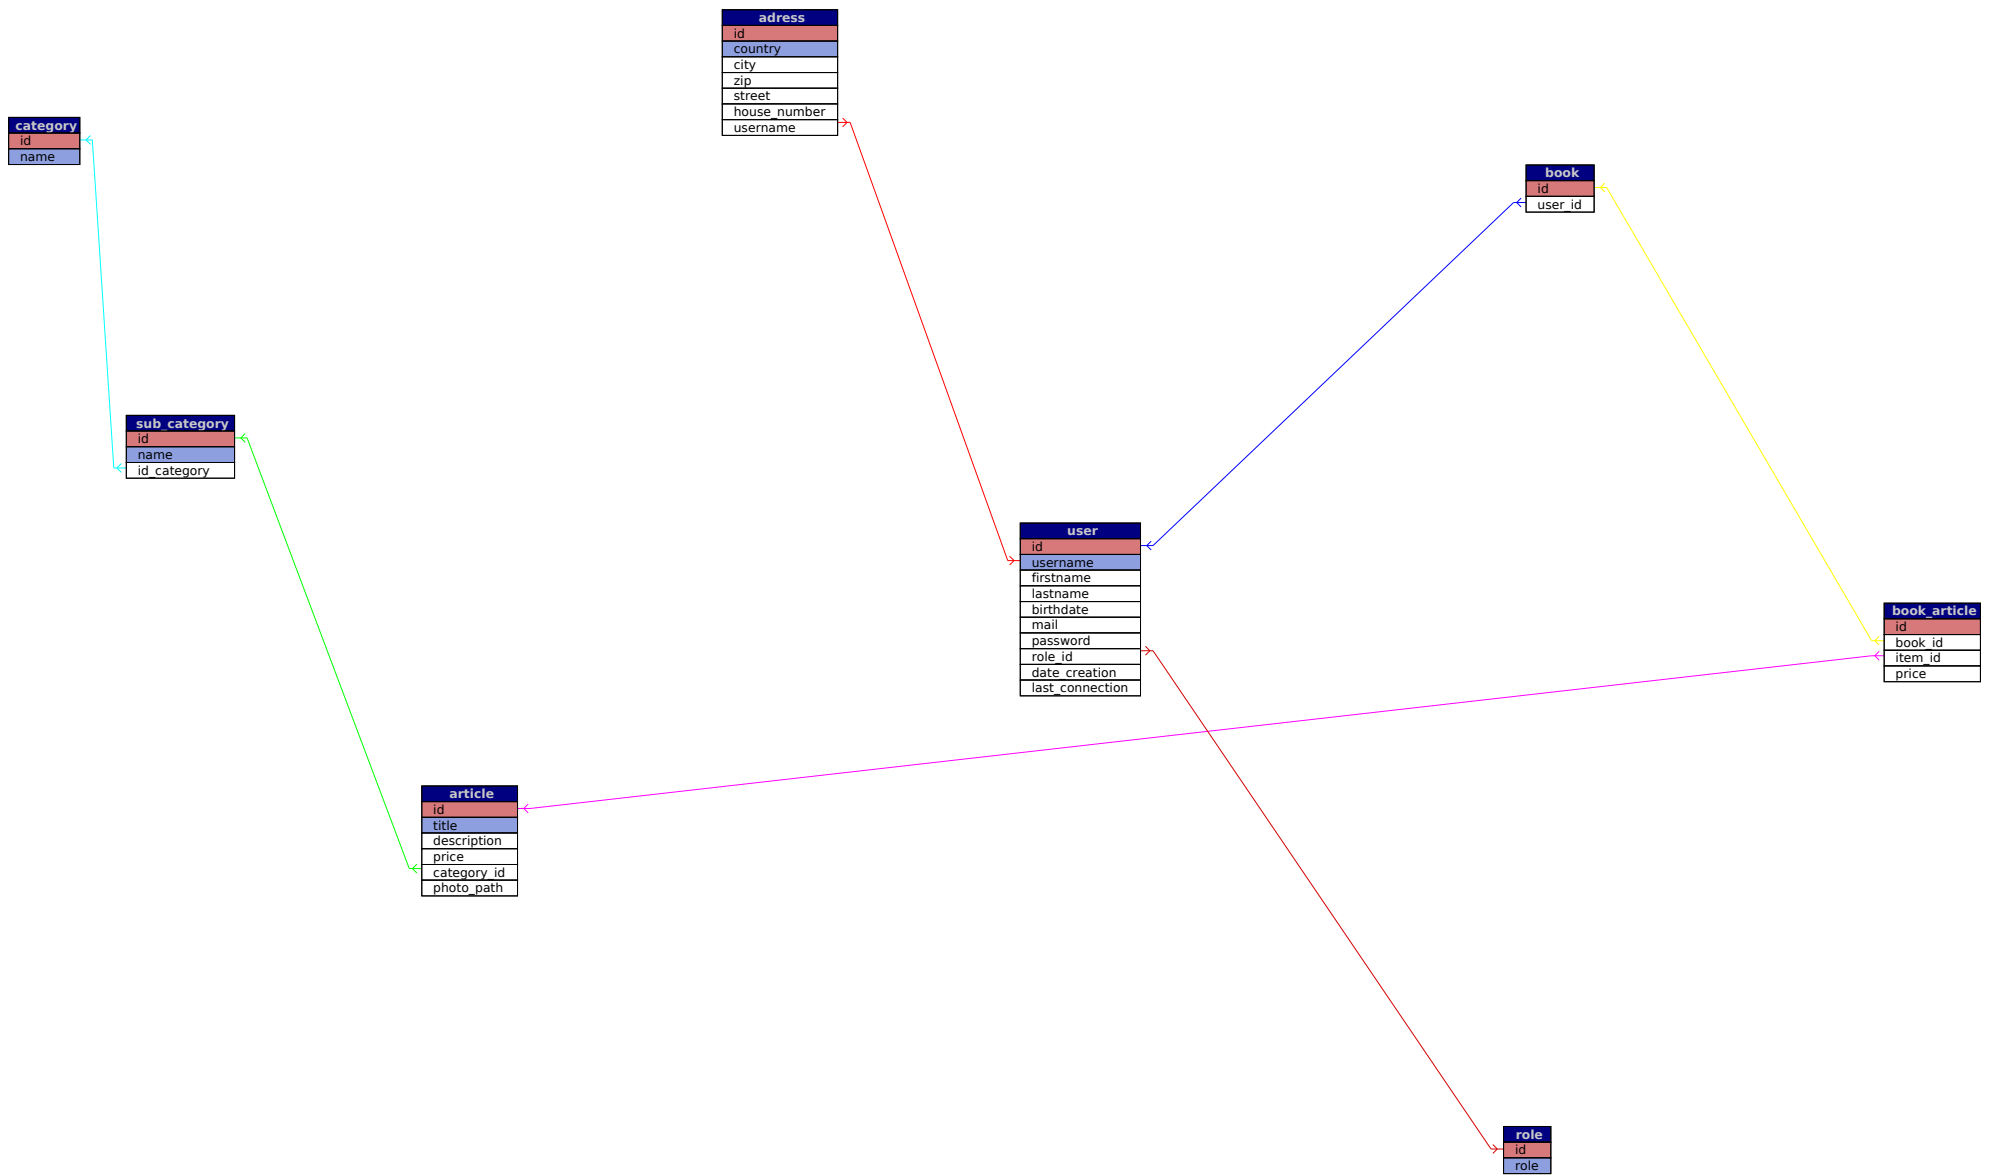 adress
id
country
city
zip
street
house_number
username
category
id
name
book
id
user_id
sub_category
id
name
id_category
user
id
username
firstname
lastname
birthdate
mail
password
role_id
date_creation
last_connection
book_article
id
book_id
item_id
price
article
id
title
description
price
category_id
photo_path
role
id
role